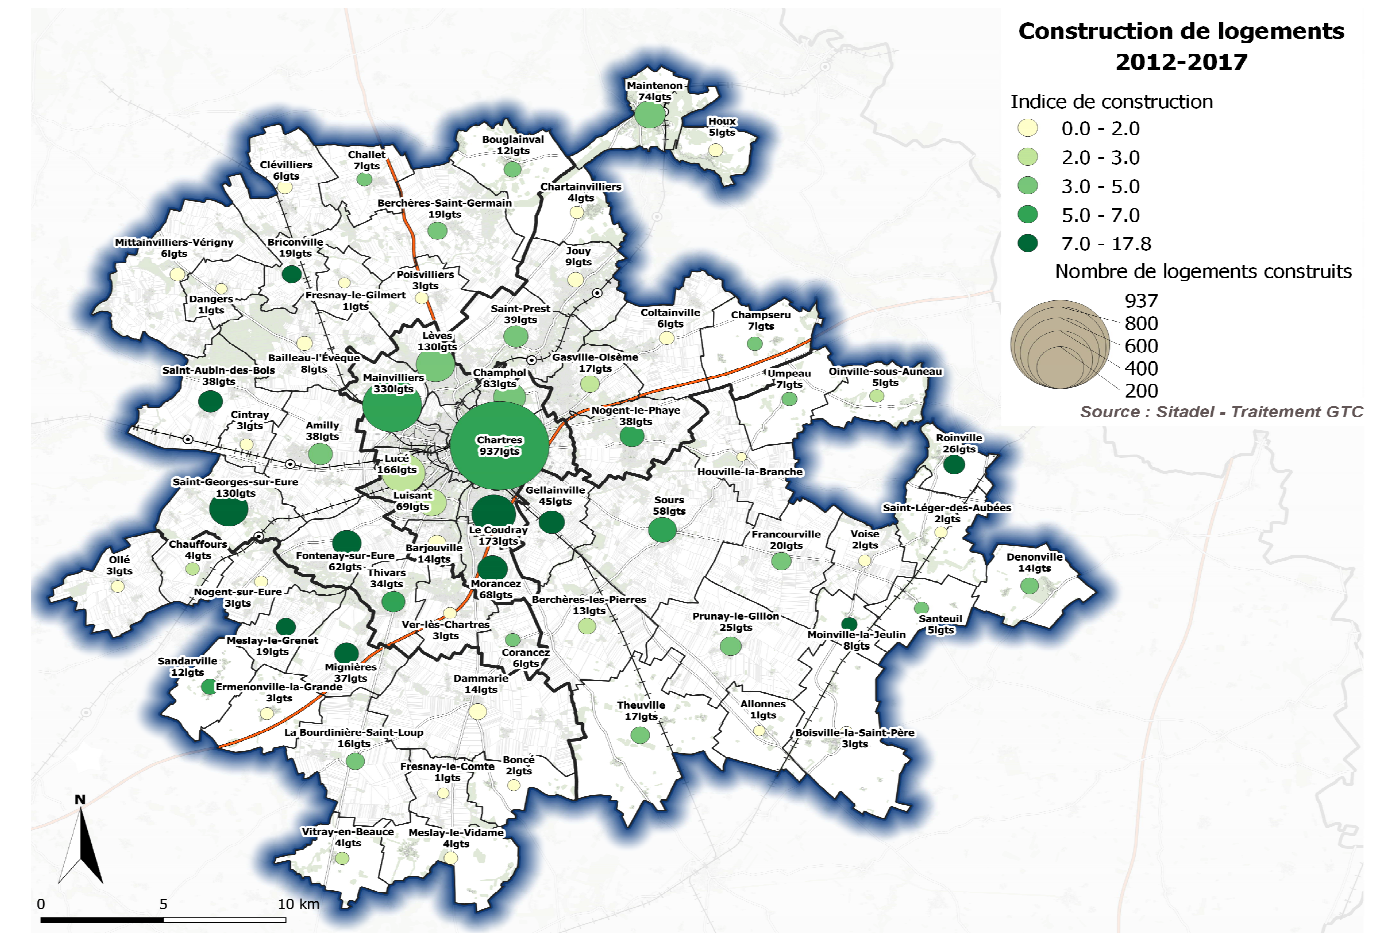 Construction de logements
2012-2017
Indice de construction
0.0 - 2.0
2.0 - 3.0
3.0 - 5.0
5.0 - 7.0
7.0 - 17.8
Nombre de logements construits
937
800
600
400
200
Source : Sitadel - Traitement GTC
Maintenon
74lgts
Houx
5lgts
Bouglainval
12lgts
Challet
7lgts
Clévilliers
6lgts
Chartainvilliers
4lgts
Berchères-Saint-Germain
19lgts
Mittainvilliers-Vérigny
6lgts
Briconville
19lgts
Jouy
9lgts
Poisvilliers
3lgts
Dangers
1lgts
Fresnay-le-Gilmert
1lgts
Saint-Prest
39lgts
Coltainville
6lgts
Champseru
7lgts
Lèves
130lgts
Bailleau-l'Évêque
8lgts
Gasville-Oisème
17lgts
Saint-Aubin-des-Bois
38lgts
Mainvilliers
330lgts
Champhol
83lgts
Umpeau
7lgts
Oinville-sous-Auneau
5lgts
Cintray
3lgts
Amilly
38lgts
Nogent-le-Phaye
38lgts
Chartres
937lgts
Roinville
26lgts
Lucé
166lgts
Houville-la-Branche
Saint-Georges-sur-Eure
130lgts
Luisant
69lgts
Gellainville
45lgts
Sours
58lgts
Saint-Léger-des-Aubées
2lgts
Le Coudray
173lgts
Francourville
20lgts
Voise
2lgts
Chauffours
4lgts
Fontenay-sur-Eure
62lgts
Barjouville
14lgts
Ollé
3lgts
Denonville
14lgts
Thivars
34lgts
Morancez
68lgts
Nogent-sur-Eure
3lgts
Berchères-les-Pierres
13lgts
Ver-lès-Chartres
3lgts
Prunay-le-Gillon
25lgts
Santeuil
5lgts
Moinville-la-Jeulin
8lgts
Meslay-le-Grenet
19lgts
Corancez
6lgts
Sandarville
12lgts
Mignières
37lgts
Dammarie
14lgts
Ermenonville-la-Grande
3lgts
Theuville
17lgts
Allonnes
1lgts
Boisville-la-Saint-Père
3lgts
La Bourdinière-Saint-Loup
16lgts
Fresnay-le-Comte
1lgts
Boncé
2lgts
Vitray-en-Beauce
4lgts
Meslay-le-Vidame
4lgts
N
0 5 10 km